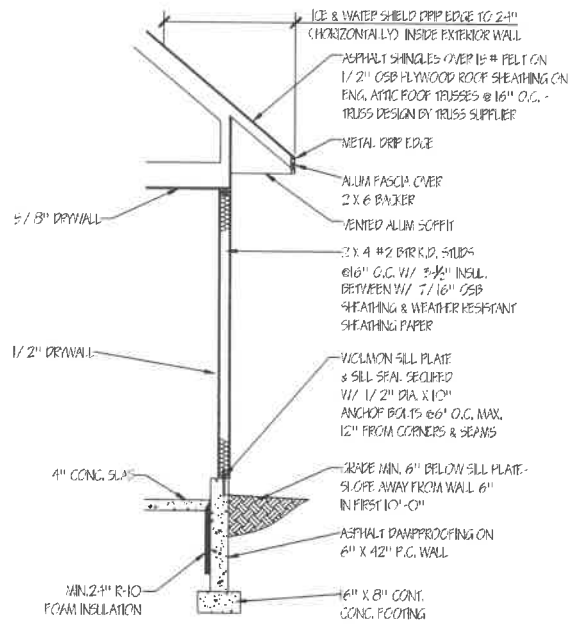 ICE & WATER SHIELD DRIP EDGE TO 24"
(HORIZONTALLY) INSIDE EXTERIOR WALL
ASPHALT SHINGLES OVER 15 # FELT ON
1/2" OSB PLYWOOD ROOF SHEATHING ON
ENG. ATTIC ROOF TRUSSES @ 16" O.C. -
TRUSS DESIGN BY TRUSS SUPPLIER
METAL DRIP EDGE
ALUM FASCIA OVER
2 X 6 BACKER
VENTED ALUM SOFFIT
5/8" DRYWALL
2 X 4 #2 BTR K.D. STUDS
@16" O.C. W/ 3-1/2" INSUL.
BETWEEN W/ 7/16" OSB
SHEATHING & WEATHER RESISTANT
SHEATHING PAPER
1/2" DRYWALL
WOLMON SILL PLATE
& SILL SEAL SECURED
W/ 1/2" DIA. X 10"
ANCHOR BOLTS @6' O.C. MAX.
12" FROM CORNERS & SEAMS
4" CONC. SLAB
GRADE MIN. 6" BELOW SILL PLATE -
SLOPE AWAY FROM WALL 6"
IN FIRST 10'-0"
ASPHALT DAMPPROOFING ON
6" X 42" P.C. WALL
MIN. 24" R-10
FOAM INSULATION
16" X 8" CONT.
CONC. FOOTING